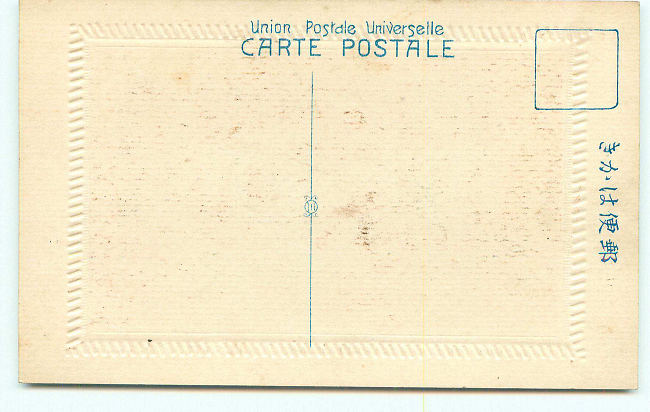 Union Postale Universelle
CARTE POSTALE
郵便はかき